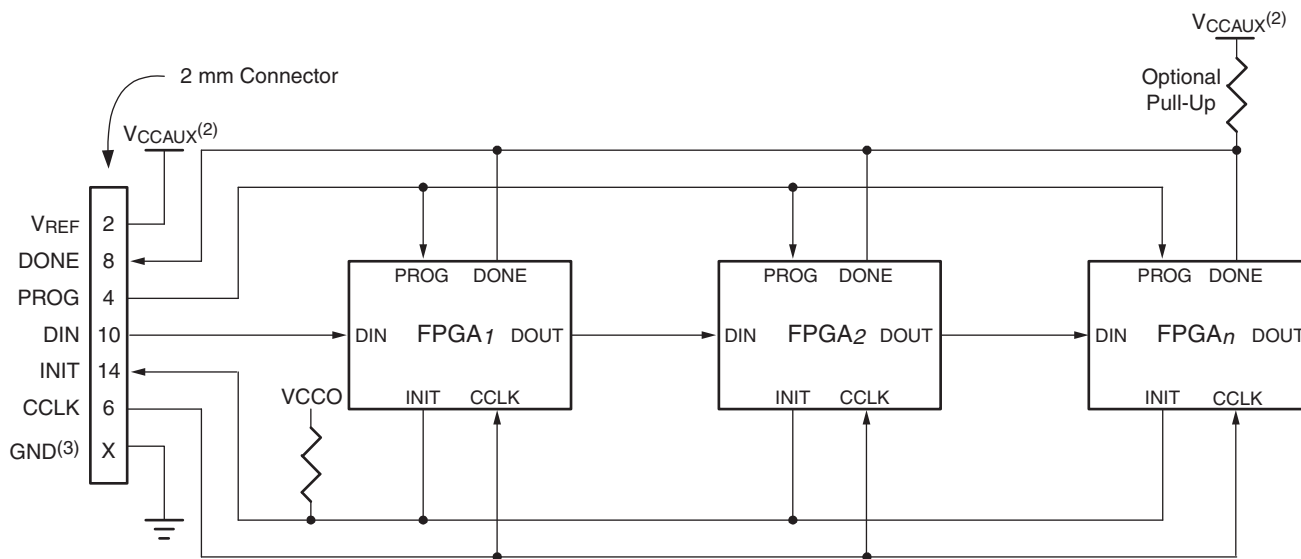 VCCAUX(2)
2 mm Connector
Optional
Pull-Up
VCCAUX(2)
VREF 2
DONE 8
PROG 4
DIN 10
INIT 14
CCLK 6
GND(3) X
PROG DONE
DIN FPGA1 DOUT
INIT CCLK
PROG DONE
DIN FPGA2 DOUT
INIT CCLK
PROG DONE
DIN FPGAn DOUT
INIT CCLK
VCCO